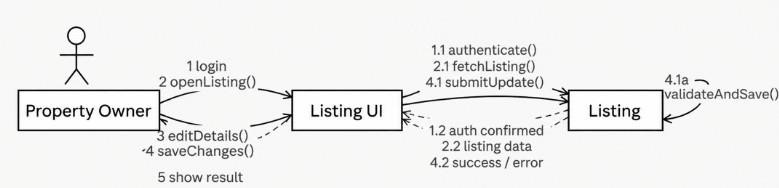 1 login
2 openListing()
Property Owner
3 editDetails()
4 saveChanges()
5 show result
Listing UI
1.1 authenticate()
2.1 fetchListing()
4.1 submitUpdate()
1.2 auth confirmed
2.2 listing data
4.2 success / error
Listing
4.1a
validateAndSave()